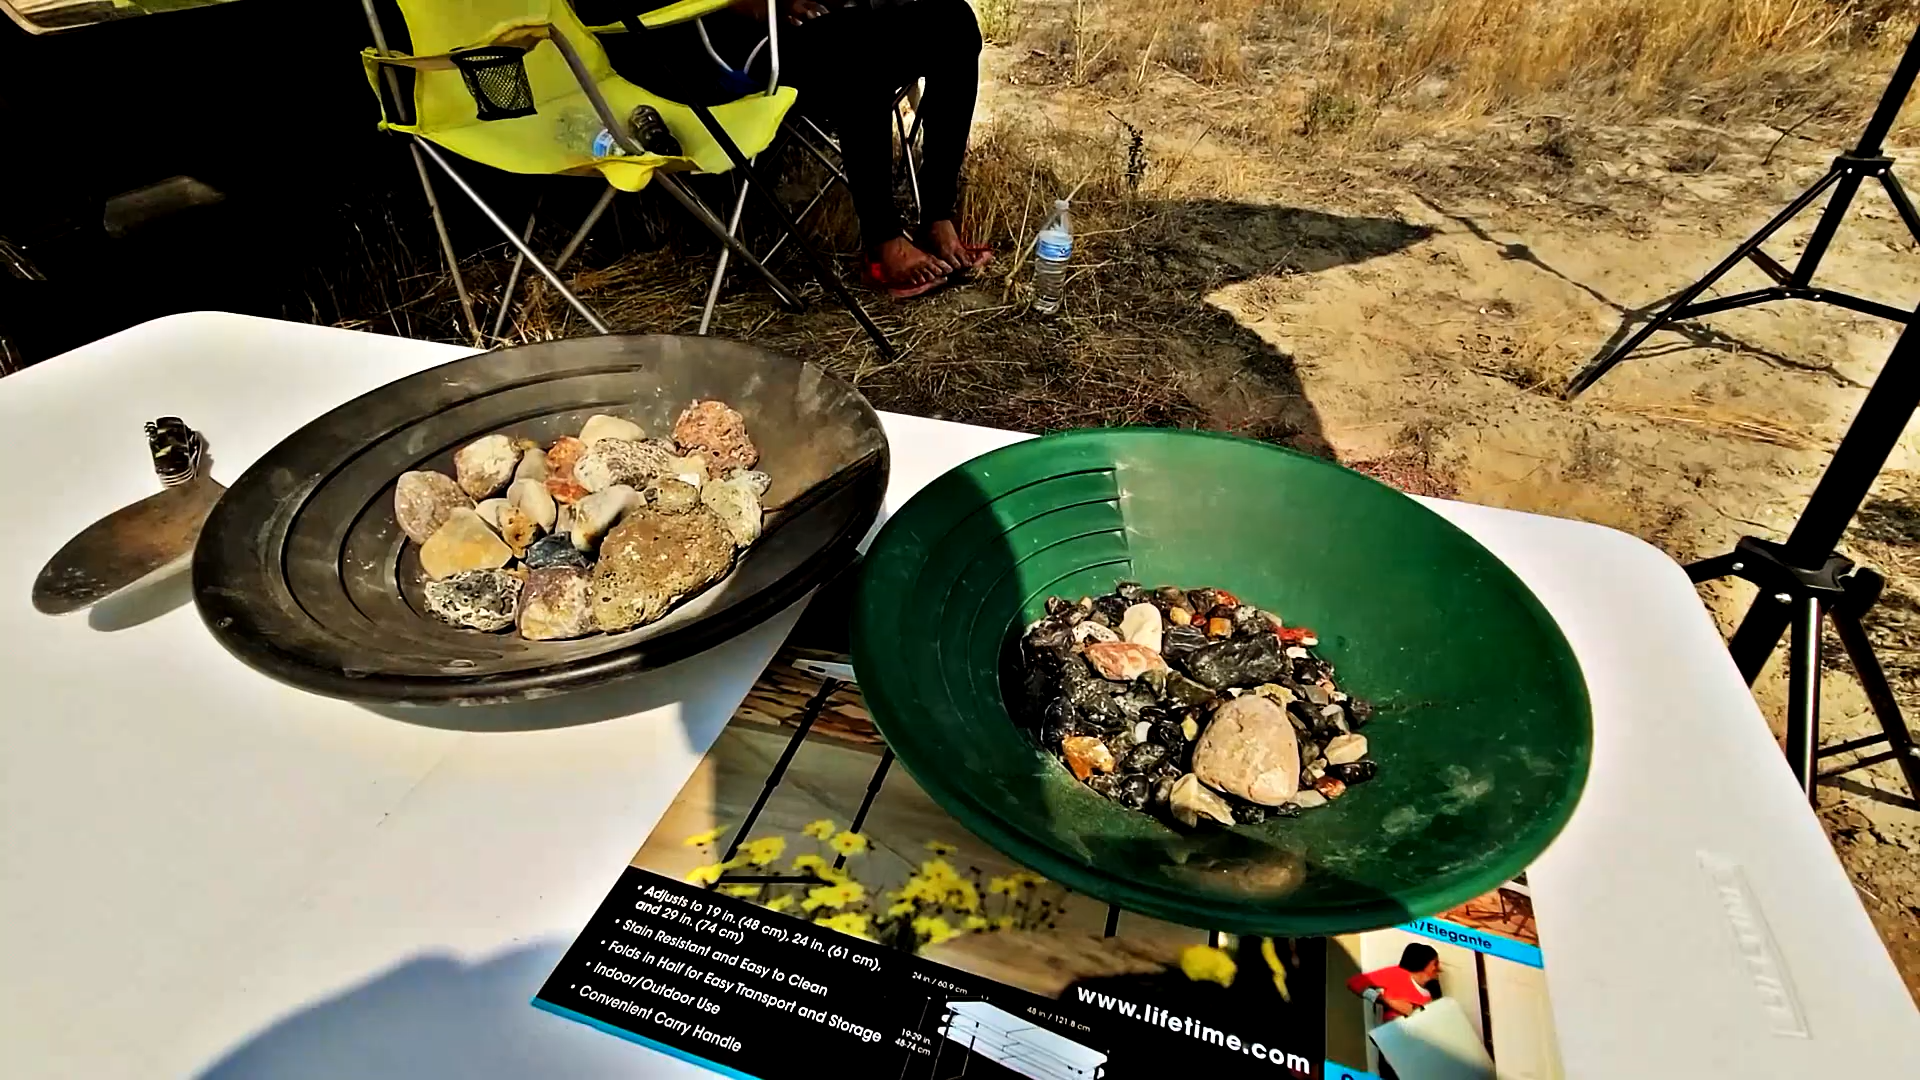 • Adjusts to 19 in. (48 cm), 24 in. (61 cm),
and 29 in. (74 cm)
• Stain Resistant and Easy to Clean
• Folds in Half for Easy Transport and Storage
• Indoor/Outdoor Use
• Convenient Carry Handle
24 in / 60.9 cm
48 in / 121.8 cm
19-29 in.
48-74 cm
www.lifetime.com
/Elegante
LIFETIME